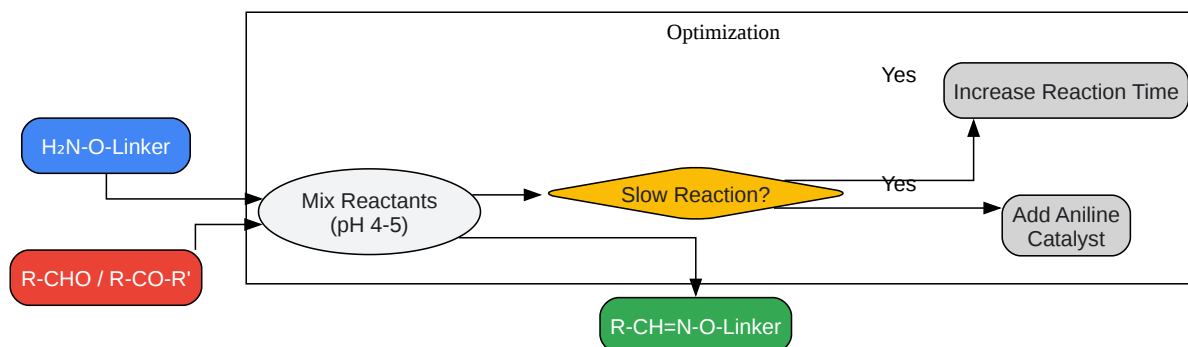 Optimization
Yes
Increase Reaction Time
H₂N-O-Linker
Mix Reactants
(pH 4-5)
Slow Reaction?
Yes
Add Aniline
Catalyst
R-CHO / R-CO-R'
R-CH=N-O-Linker